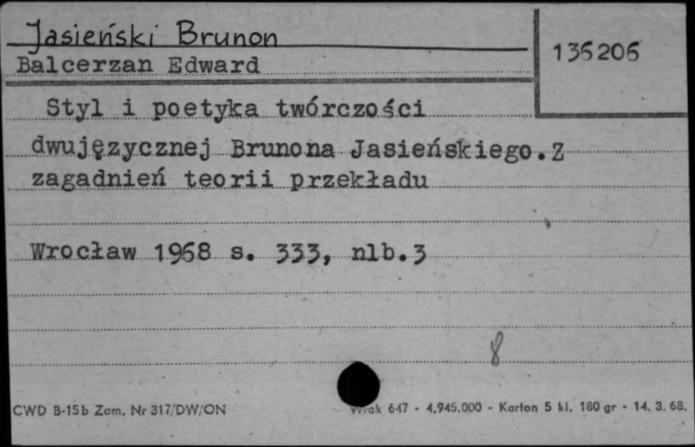 Jasieński Brunon
136206
Balcerzan Edward
Styl i poetyka twórczości
dwujęzycznej Brunona Jasieńskiego. Z
zagadnień teorii przekładu
Wrocław 1968 s. 333, nlb. 3
8
CWD B-15b Zam. Nr 317/DW/ON
647 - 4.945.000 - Karton 5 kl. 180 gr - 14. 3. 68.